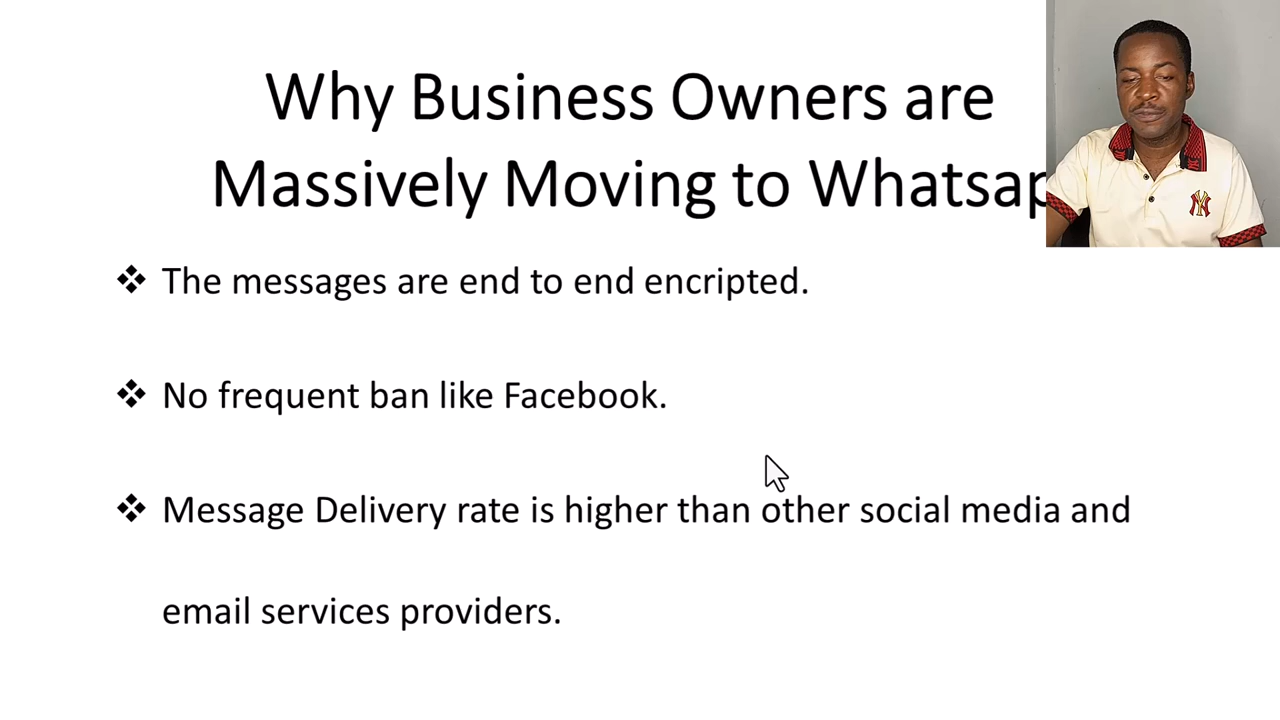 Why Business Owners are
Massively Moving to Whatsap
❖ The messages are end to end encripted.
❖ No frequent ban like Facebook.
❖ Message Delivery rate is higher than other social media and
email services providers.
NY